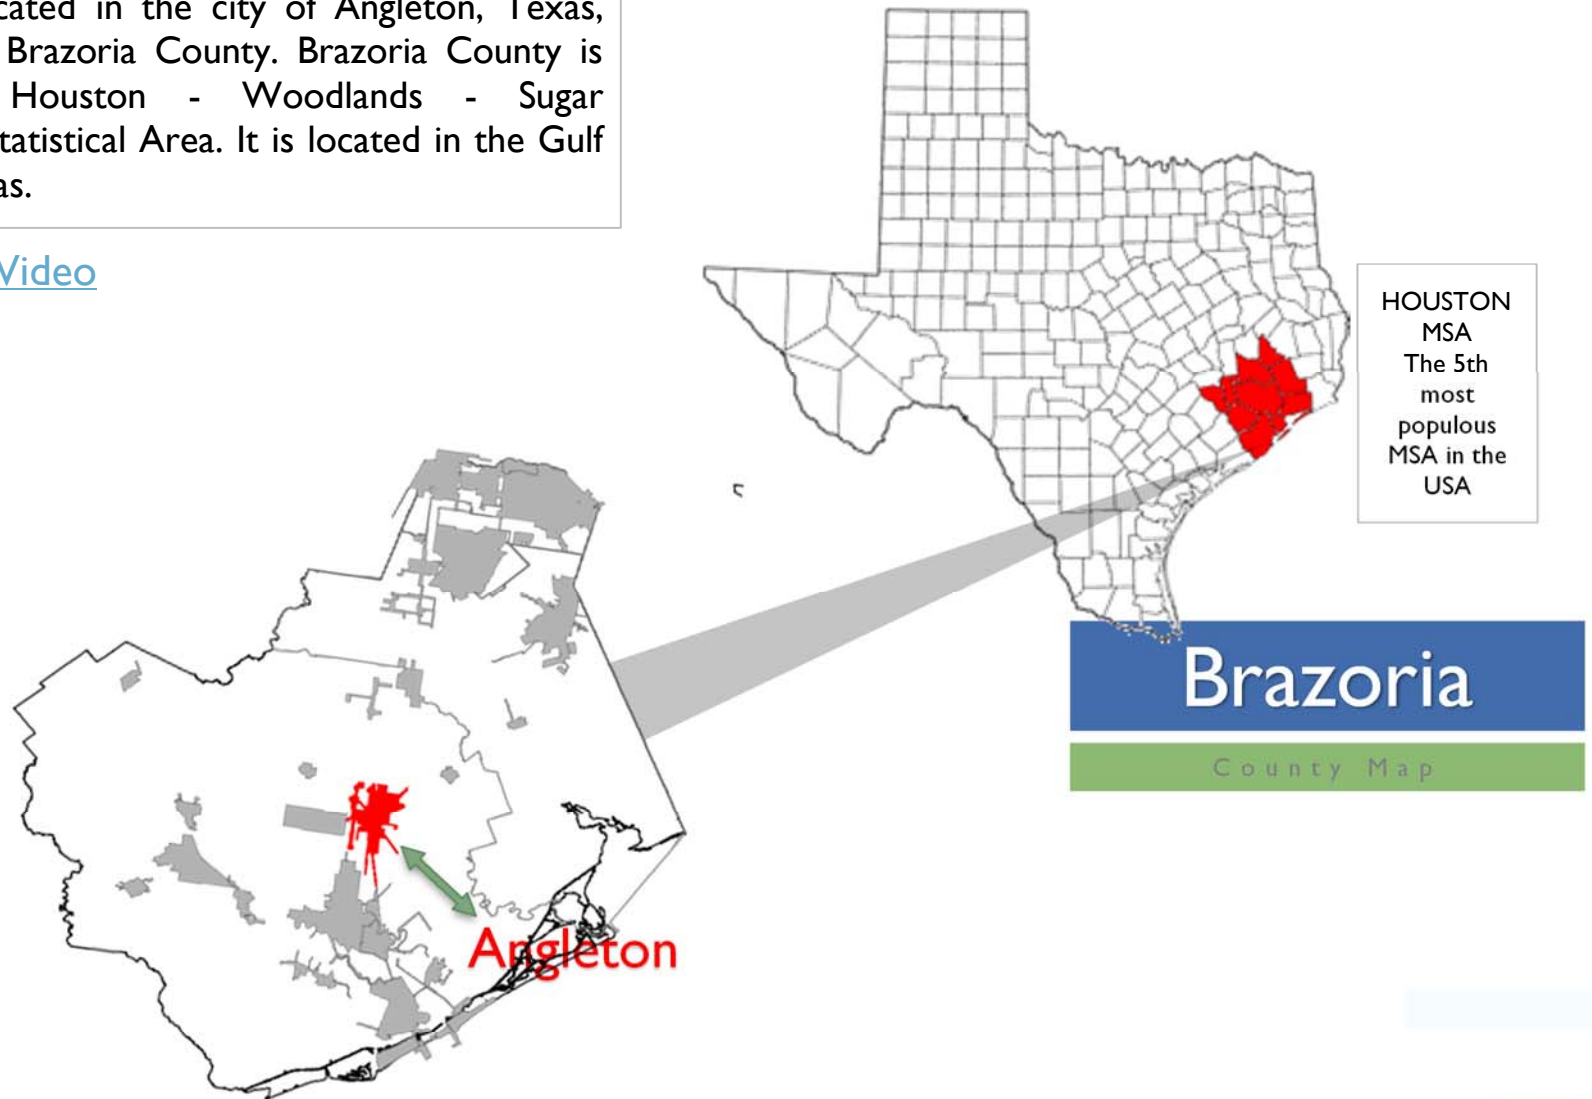 cated in the city of Angleton, Texas,
Brazoria County. Brazoria County is
Houston - Woodlands - Sugar
tatistical Area. It is located in the Gulf
as.
Video
HOUSTON
MSA
The 5th
most
populous
MSA in the
USA
Brazoria
County Map
Angleton